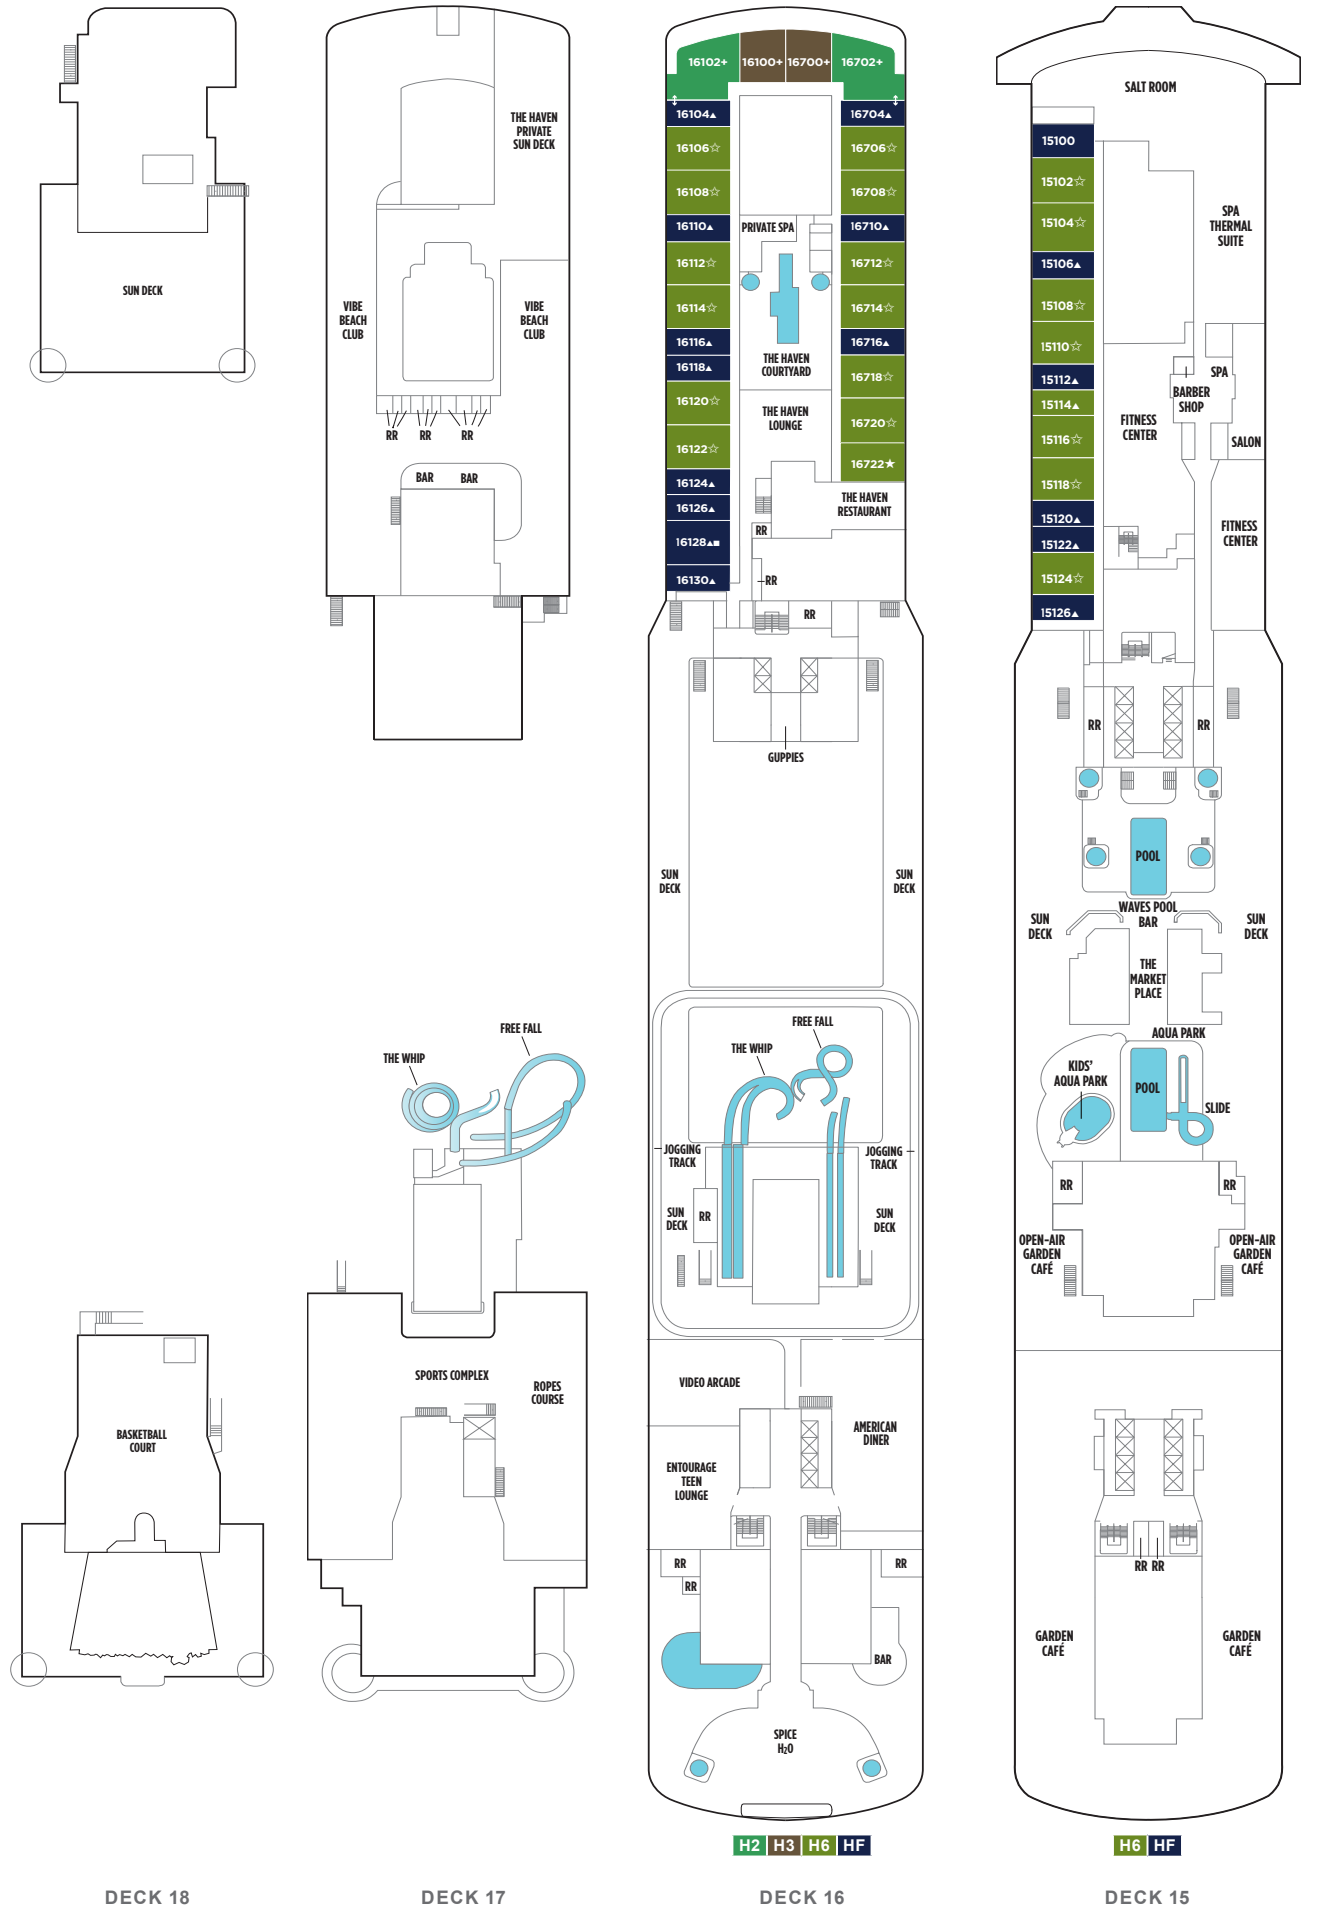 SUN DECK
BASKETBALL
COURT
DECK 18
THE HAVEN
PRIVATE
SUN DECK
VIBE
BEACH
CLUB
VIBE
BEACH
CLUB
RR
RR
RR
BAR
BAR
FREE FALL
THE WHIP
SPORTS COMPLEX
ROPES
COURSE
DECK 17
16102+
16100+
16700+
16702+
16104▲
16704▲
16106☆
16706☆
16108☆
16708☆
16110▲
PRIVATE SPA
16710▲
16112☆
16712☆
16114☆
16714☆
16116▲
16716▲
THE HAVEN
COURTYARD
16118▲
16718☆
16120☆
THE HAVEN
LOUNGE
16720☆
16122☆
16722★
16124▲
THE HAVEN
RESTAURANT
16126▲
RR
16128▲■
16130▲
RR
RR
GUPPIES
SUN
DECK
SUN
DECK
FREE FALL
THE WHIP
JOGGING
TRACK
JOGGING
TRACK
SUN
DECK
RR
SUN
DECK
VIDEO ARCADE
AMERICAN
DINER
ENTOURAGE
TEEN
LOUNGE
RR
RR
RR
BAR
SPICE
H2O
H2 H3 H6 HF
DECK 16
SALT ROOM
15100
15102☆
15104☆
SPA
THERMAL
SUITE
15106▲
15108☆
15110☆
15112▲
SPA
BARBER
SHOP
15114▲
FITNESS
CENTER
15116☆
SALON
15118☆
15120▲
FITNESS
CENTER
15122▲
15124☆
15126▲
RR
RR
POOL
WAVES POOL
BAR
SUN
DECK
SUN
DECK
THE
MARKET
PLACE
AQUA PARK
KIDS'
AQUA PARK
POOL
SLIDE
RR
RR
OPEN-AIR
GARDEN
CAFÉ
OPEN-AIR
GARDEN
CAFÉ
RR RR
GARDEN
CAFÉ
GARDEN
CAFÉ
H6 HF
DECK 15